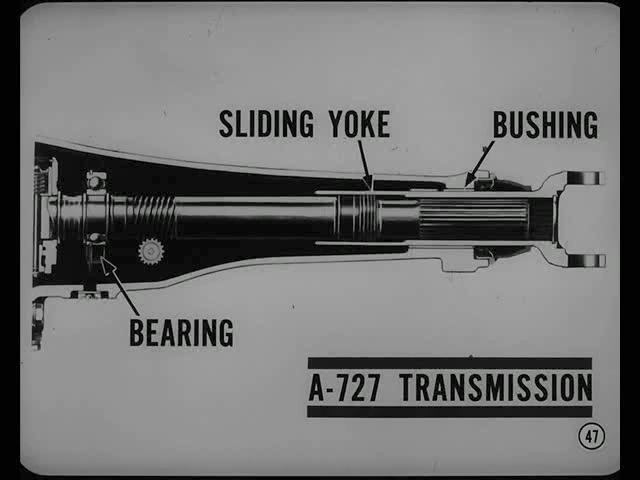 SLIDING YOKE
BUSHING
BEARING
A-727 TRANSMISSION
47